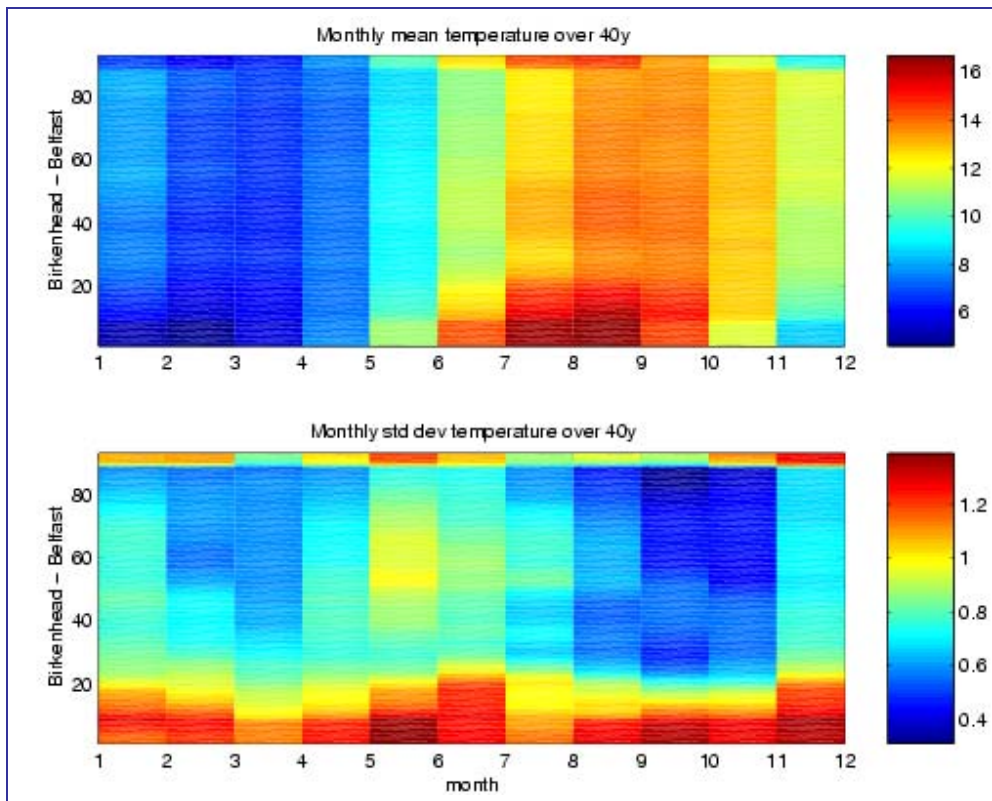 Monthly mean temperature over 40y
Birkenhead – Belfast
80
60
40
20
1 2 3 4 5 6 7 8 9 10 11 12
16
14
12
10
8
6
Monthly std dev temperature over 40y
Birkenhead – Belfast
80
60
40
20
1 2 3 4 5 6 7 8 9 10 11 12
month
1.2
1
0.8
0.6
0.4